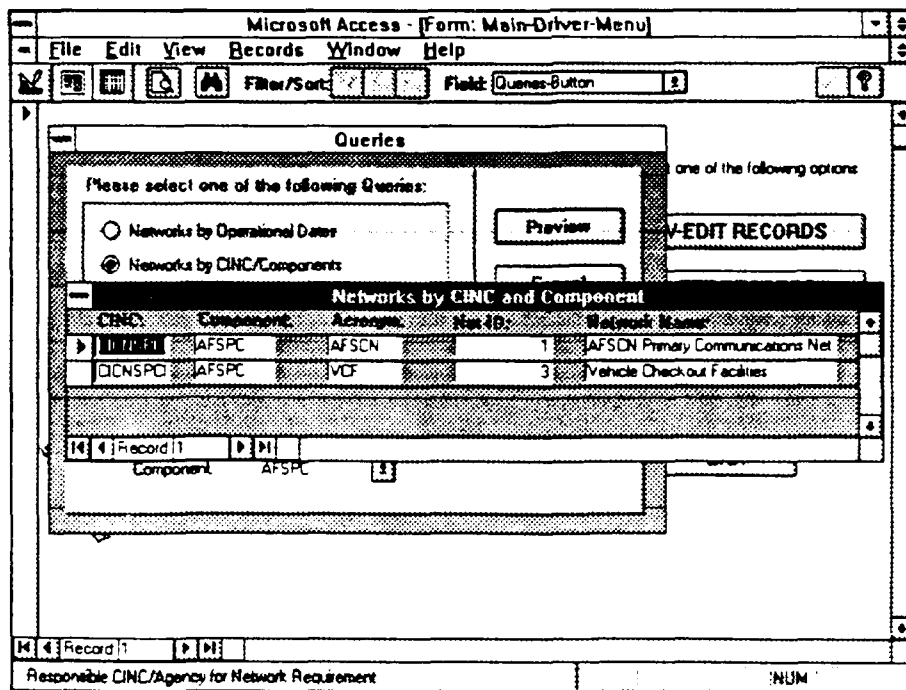 Microsoft Access - [Form: Main-Driver-Menu]
File Edit View Records Window Help
Filter/Sort: Field: Queries-Button
Queries
one of the following options
Please select one of the following Queries:
Networks by Operational Dates
Preview
V-EDIT RECORDS
Networks by CINC/Components
Networks by CINC and Component
CINC: Component: Acronym: Net-ID: Network Name:
AFSPC AFSCN 1 AFSCN Primary Communications Net
CICNSPC AFSPC VCF 3 Vehicle Checkout Facilities
Record 1
Component AFSPC
Record 1
Responsible CINC/Agency for Network Requirement NUM